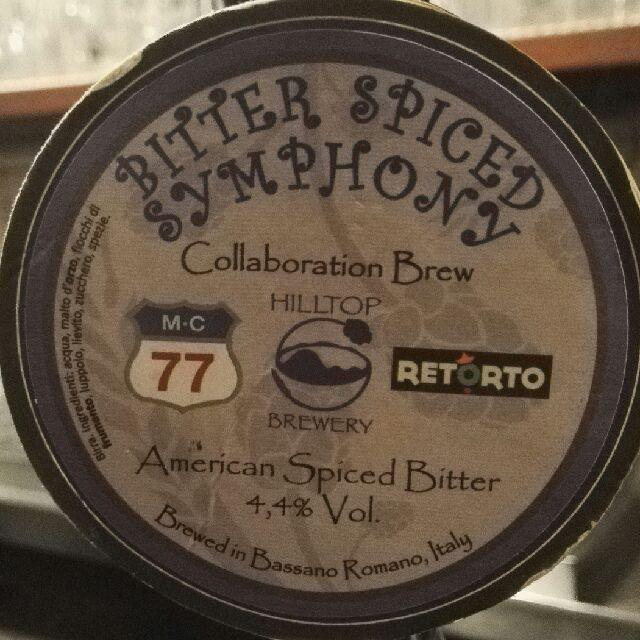 BITTER SPICED
SYMPHONY
Collaboration Brew
M·C
77
HILLTOP
BREWERY
RETORTO
American Spiced Bitter
4,4% Vol.
Brewed in Bassano Romano, Italy
Birra. Ingredienti: acqua, malto d'orzo, fiocchi di
frumento, luppolo, lievito, zucchero, spezie.